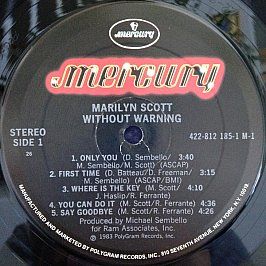 mercury
mercury
MARILYN SCOTT
WITHOUT WARNING
STEREO
SIDE 1
26
422-812 185-1 M-1
1. ONLY YOU (D. Sembello/ 3:40
M. Sembello/M. Scott) (ASCAP)
2. FIRST TIME (D. Batteau/D. Freeman/ 3:15
M. Sembello) (ASCAP/BMI)
3. WHERE IS THE KEY (M. Scott/ 3:44
J. Haslip/R. Ferrante)
4. YOU CAN DO IT (M. Scott/R. Ferrante) 4:36
5. SAY GOODBYE (M. Scott/R. Ferrante) 4:26
Produced by Michael Sembello
for Ram Associates, Inc.
℗ 1983 PolyGram Records, Inc.
MANUFACTURED AND MARKETED BY POLYGRAM RECORDS, INC. 810 SEVENTH AVENUE, NEW YORK, N.Y. 10019